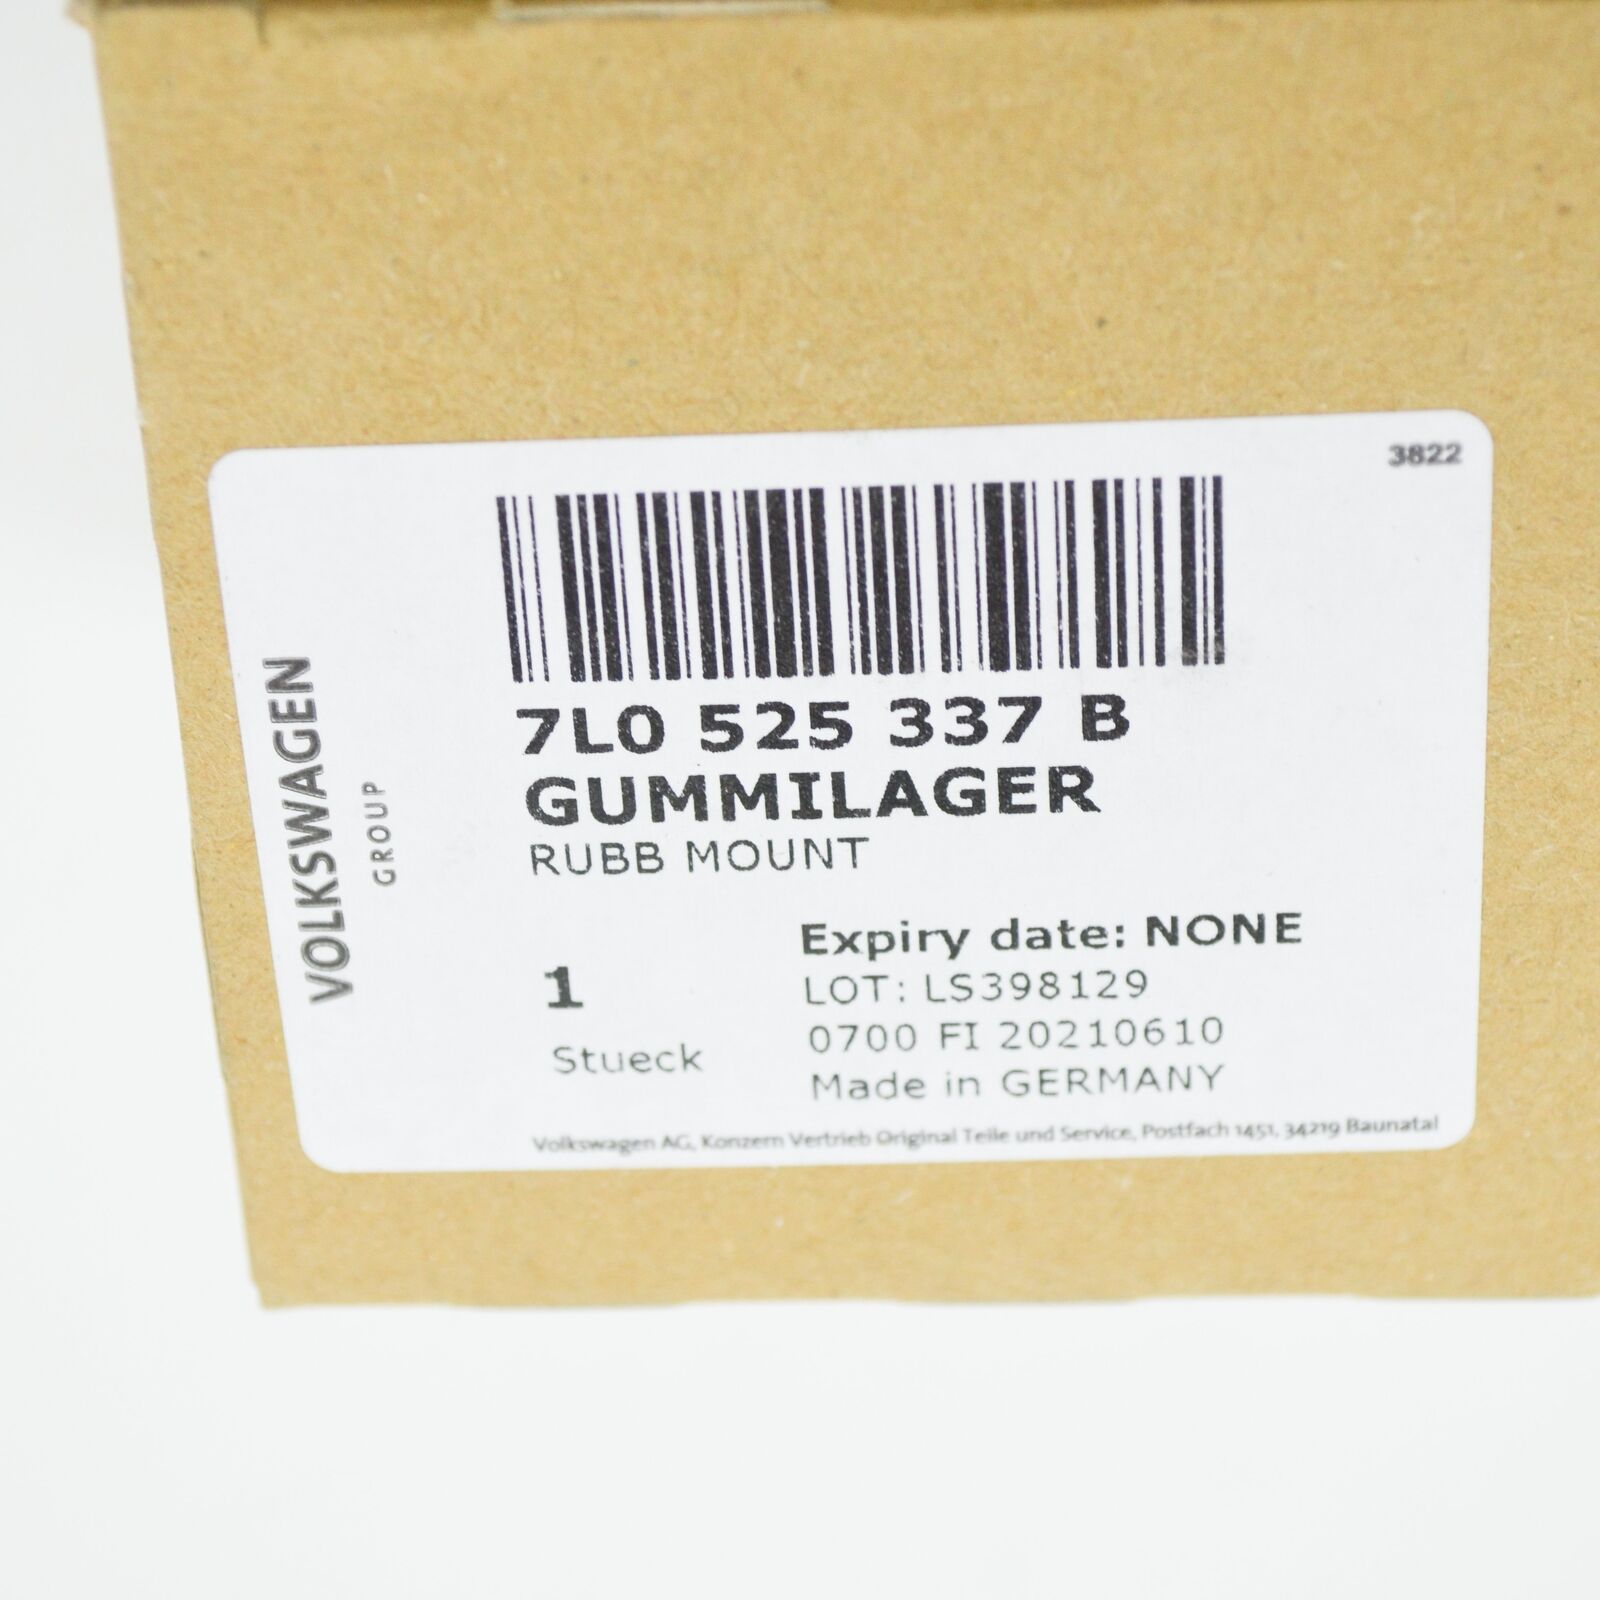 3822
7L0 525 337 B
GUMMILAGER
RUBB MOUNT
VOLKSWAGEN
GROUP
1
Stueck
Expiry date: NONE
LOT: LS398129
0700 FI 20210610
Made in GERMANY
Volkswagen AG, Konzern Vertrieb Original Teile und Service, Postfach 1451, 34219 Baunatal